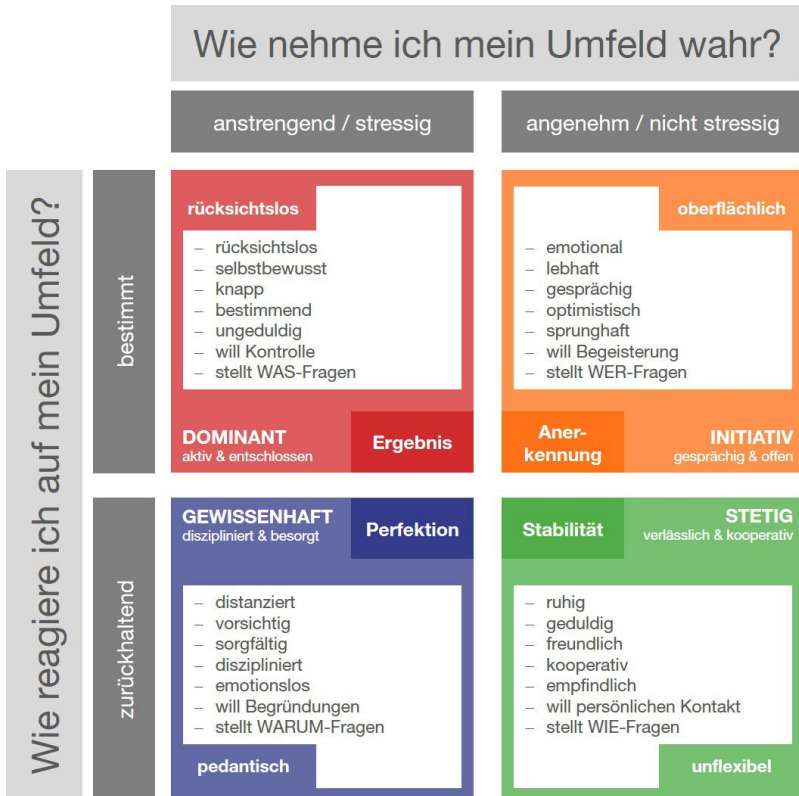 Wie nehme ich mein Umfeld wahr?
anstrengend / stressig
angenehm / nicht stressig
Wie reagiere ich auf mein Umfeld?
bestimmt
rücksichtslos
– rücksichtslos
– selbstbewusst
– knapp
– bestimmend
– ungeduldig
– will Kontrolle
– stellt WAS-Fragen
DOMINANT
aktiv & entschlossen
Ergebnis
oberflächlich
– emotional
– lebhaft
– gesprächig
– optimistisch
– sprunghaft
– will Begeisterung
– stellt WER-Fragen
Aner-
kennung
INITIATIV
gesprächig & offen
zurückhaltend
GEWISSENHAFT
diszipliniert & besorgt
Perfektion
– distanziert
– vorsichtig
– sorgfältig
– diszipliniert
– emotionslos
– will Begründungen
– stellt WARUM-Fragen
pedantisch
Stabilität
STETIG
verlässlich & kooperativ
– ruhig
– geduldig
– freundlich
– kooperativ
– empfindlich
– will persönlichen Kontakt
– stellt WIE-Fragen
unflexibel